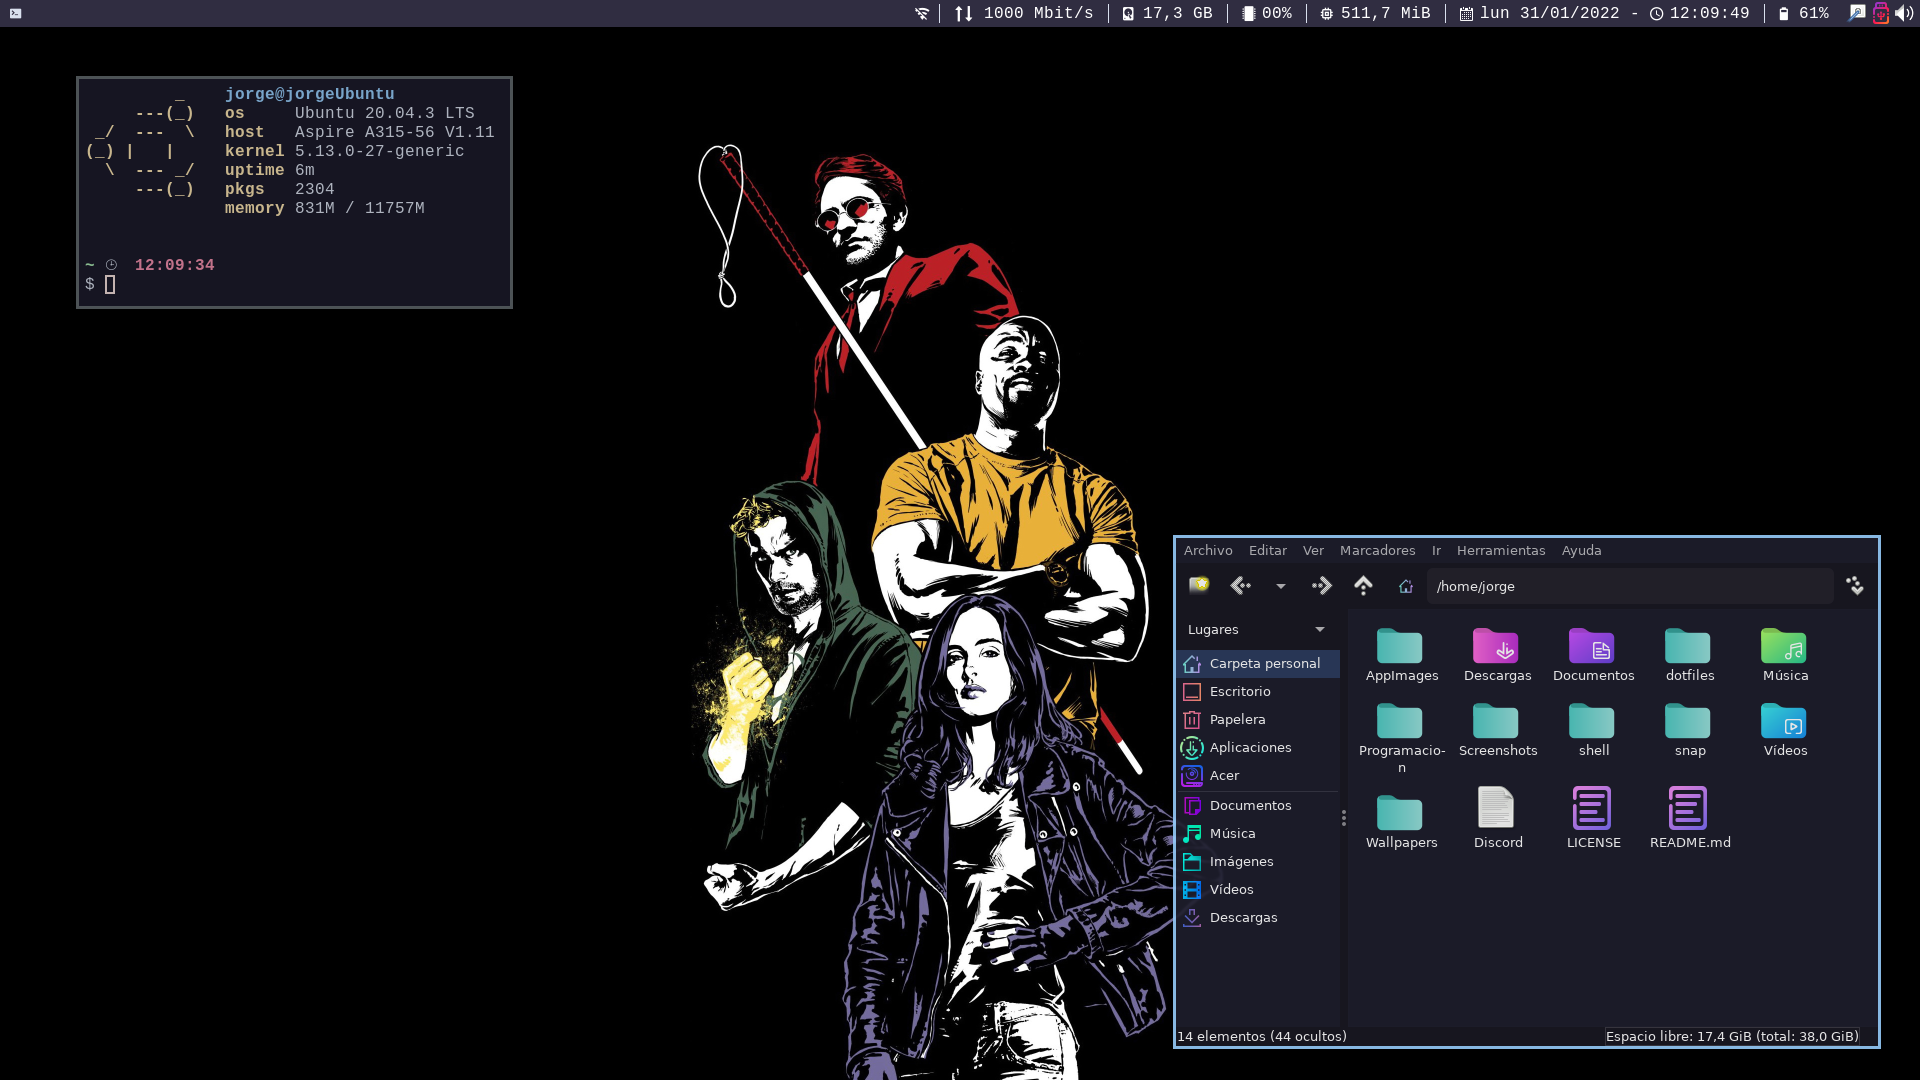 1000 Mbit/s 17,3 GB 00% 511,7 MiB lun 31/01/2022 - 12:09:49 61%
jorge@jorgeUbuntu
os Ubuntu 20.04.3 LTS
host Aspire A315-56 V1.11
kernel 5.13.0-27-generic
uptime 6m
pkgs 2304
memory 831M / 11757M
~ 12:09:34
$
Archivo Editar Ver Marcadores Ir Herramientas Ayuda
/home/jorge
Lugares
Carpeta personal
Escritorio
Papelera
Aplicaciones
Acer
Documentos
Música
Imágenes
Vídeos
Descargas
AppImages Descargas Documentos dotfiles Música
Programacio-
n
Screenshots shell snap Vídeos
Wallpapers Discord LICENSE README.md
14 elementos (44 ocultos)
Espacio libre: 17,4 GiB (total: 38,0 GiB)